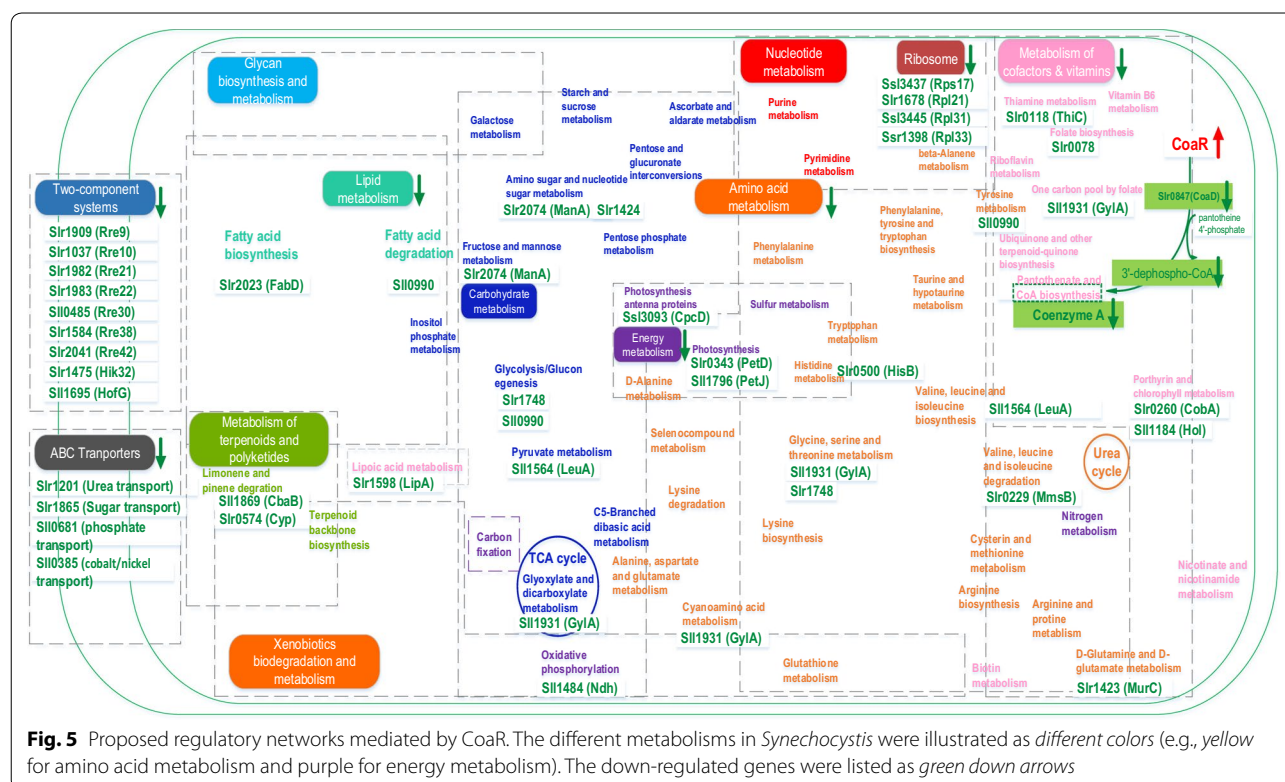 Glycan
biosynthesis and
metabolism
Nucleotide
metabolism
Ribosome
Metabolism of
cofactors & vitamins
Ssl3437 (Rps17)
Slr1678 (Rpl21)
Ssl3445 (Rpl31)
Ssr1398 (Rpl33)
Starch and
sucrose
metabolism
Ascorbate and
aldarate metabolism
Galactose
metabolism
Purine
metabolism
Pyrimidine
metabolism
Thiamine metabolism
Slr0118 (ThiC)
Vitamin B6
metabolism
Folate biosynthesis
Slr0078
CoaR
beta-Alanene
metabolism
Riboflavin
metabolism
Pentose and
glucuronate
interconversions
Two-component
systems
Slr1909 (Rre9)
Slr1037 (Rre10)
Slr1982 (Rre21)
Slr1983 (Rre22)
Sll0485 (Rre30)
Slr1584 (Rre38)
Slr2041 (Rre42)
Slr1475 (Hik32)
Sll1695 (HofG)
Lipid
metabolism
Fatty acid
biosynthesis
Slr2023 (FabD)
Fatty acid
degradation
Sll0990
Amino sugar and nucleotide
sugar metabolism
Slr2074 (ManA) Slr1424
Amino acid
metabolism
Tyrosine
metabolism
Sll0990
One carbon pool by folate
Sll1931 (GylA)
Slr0847(CoaD)
pantotheine
4'-phosphate
Phenylalanine,
tyrosine and
tryptophan
biosynthesis
Fructose and mannose
metabolism
Slr2074 (ManA)
Carbohydrate
metabolism
Pentose phosphate
metabolism
Phenylalanine
metabolism
Ubiquinone and other
terpenoid-quinone
biosynthesis
3'-dephospho-CoA
Pantothenate and
CoA biosynthesis
Coenzyme A
Taurine and
hypotaurine
metabolism
Photosynthesis
antenna proteins
Ssl3093 (CpcD)
Sulfur metabolism
Inositol
phosphate
metabolism
Energy
metabolism
Photosynthesis
Slr0343 (PetD)
Sll1796 (PetJ)
Tryptophan
metabolism
Histidine
metabolism
Slr0500 (HisB)
D-Alanine
metabolism
Glycolysis/Glucon
egenesis
Slr1748
Sll0990
Valine, leucine and
isoleucine
biosynthesis
Sll1564 (LeuA)
Porthyrin and
chlorophyll metabolism
Slr0260 (CobA)
Sll1184 (Hol)
ABC Tranporters
Slr1201 (Urea transport)
Slr1865 (Sugar transport)
Sll0681 (phosphate
transport)
Sll0385 (cobalt/nickel
transport)
Metabolism of
terpenoids and
polyketides
Limonene and
pinene degration
Sll1869 (CbaB)
Slr0574 (Cyp)
Terpenoid
backbone
biosynthesis
Lipoic acid metabolism
Slr1598 (LipA)
Pyruvate metabolism
Sll1564 (LeuA)
Selenocompound
metabolism
Glycine, serine and
threonine metabolism
Sll1931 (GylA)
Slr1748
Valine, leucine
and isoleucine
degradation
Slr0229 (MmsB)
Urea
cycle
Lysine
degradation
Nitrogen
metabolism
C5-Branched
dibasic acid
metabolism
Lysine
biosynthesis
Carbon
fixation
TCA cycle
Glyoxylate and
dicarboxylate
metabolism
Sll1931 (GylA)
Alanine, aspartate
and glutamate
metabolism
Cysterin and
methionine
metabolism
Nicotinate and
nicotinamide
metabolism
Arginine
biosynthesis
Arginine and
protine
metablism
Cyanoamino acid
metabolism
Sll1931 (GylA)
Xenobiotics
biodegradation and
metabolism
Oxidative
phosphorylation
Sll1484 (Ndh)
Glutathione
metabolism
Biotin
metabolism
D-Glutamine and D-
glutamate metabolism
Slr1423 (MurC)
Fig. 5 Proposed regulatory networks mediated by CoaR. The different metabolisms in Synechocystis were illustrated as different colors (e.g., yellow
for amino acid metabolism and purple for energy metabolism). The down-regulated genes were listed as green down arrows